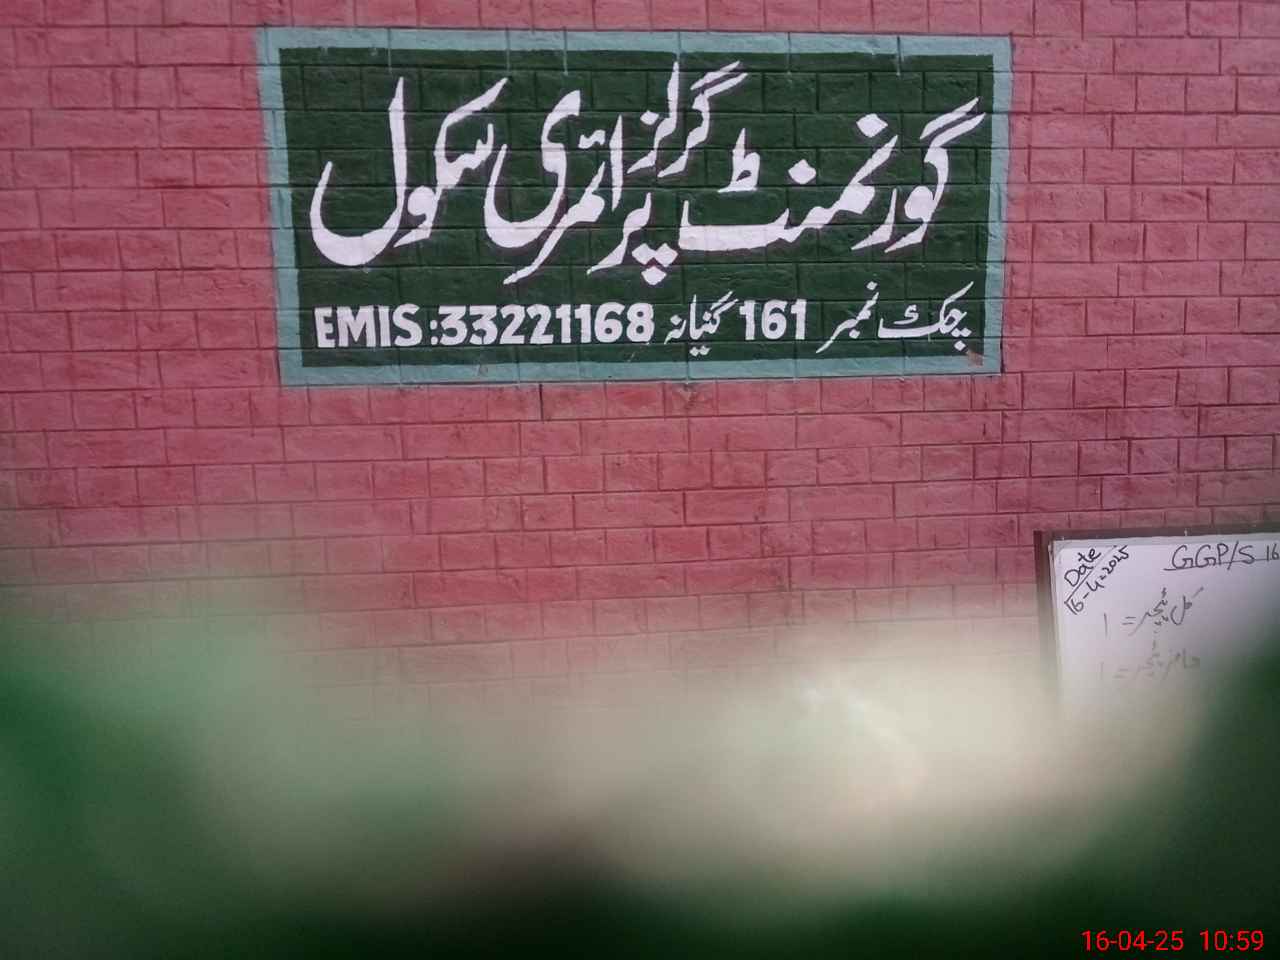 گورنمنٹ گرلز پرائمری سکول
چک نمبر 161 گنیانہ EMIS:33221168
Date
16-4-2025
GGP/S 16
کل ٹیچر = 1
حاضر ٹیچر = 1
16-04-25 10:59